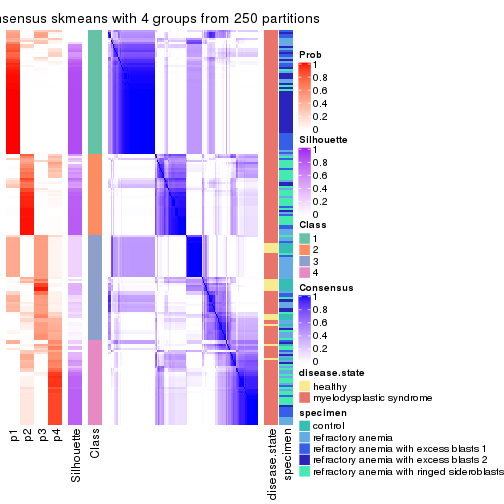 nsensus skmeans with 4 groups from 250 partitions
Prob
1
0.8
0.6
0.4
0.2
0
Silhouette
1
0.8
0.6
0.4
0.2
0
Class
1
2
3
4
Consensus
1
0.8
0.6
0.4
0.2
0
disease.state
healthy
myelodysplastic syndrome
specimen
control
refractory anemia
refractory anemia with excess blasts 1
refractory anemia with excess blasts 2
refractory anemia with ringed sideroblasts
p1
p2
p3
p4
Silhouette
Class
disease.state
specimen